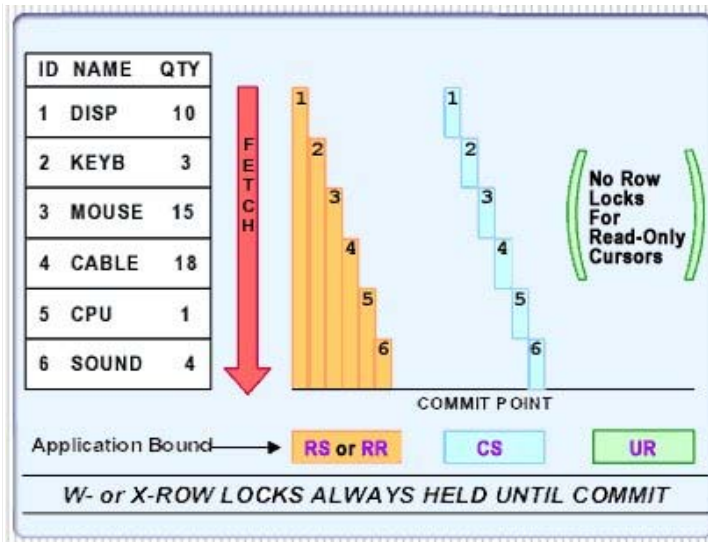 ID NAME QTY
1 DISP 10
2 KEYB 3
3 MOUSE 15
4 CABLE 18
5 CPU 1
6 SOUND 4
FETCH
1
2
3
4
5
6
1
2
3
4
5
6
No Row
Locks
For
Read-Only
Cursors
COMMIT POINT
Application Bound
RS or RR
CS
UR
W- or X-ROW LOCKS ALWAYS HELD UNTIL COMMIT